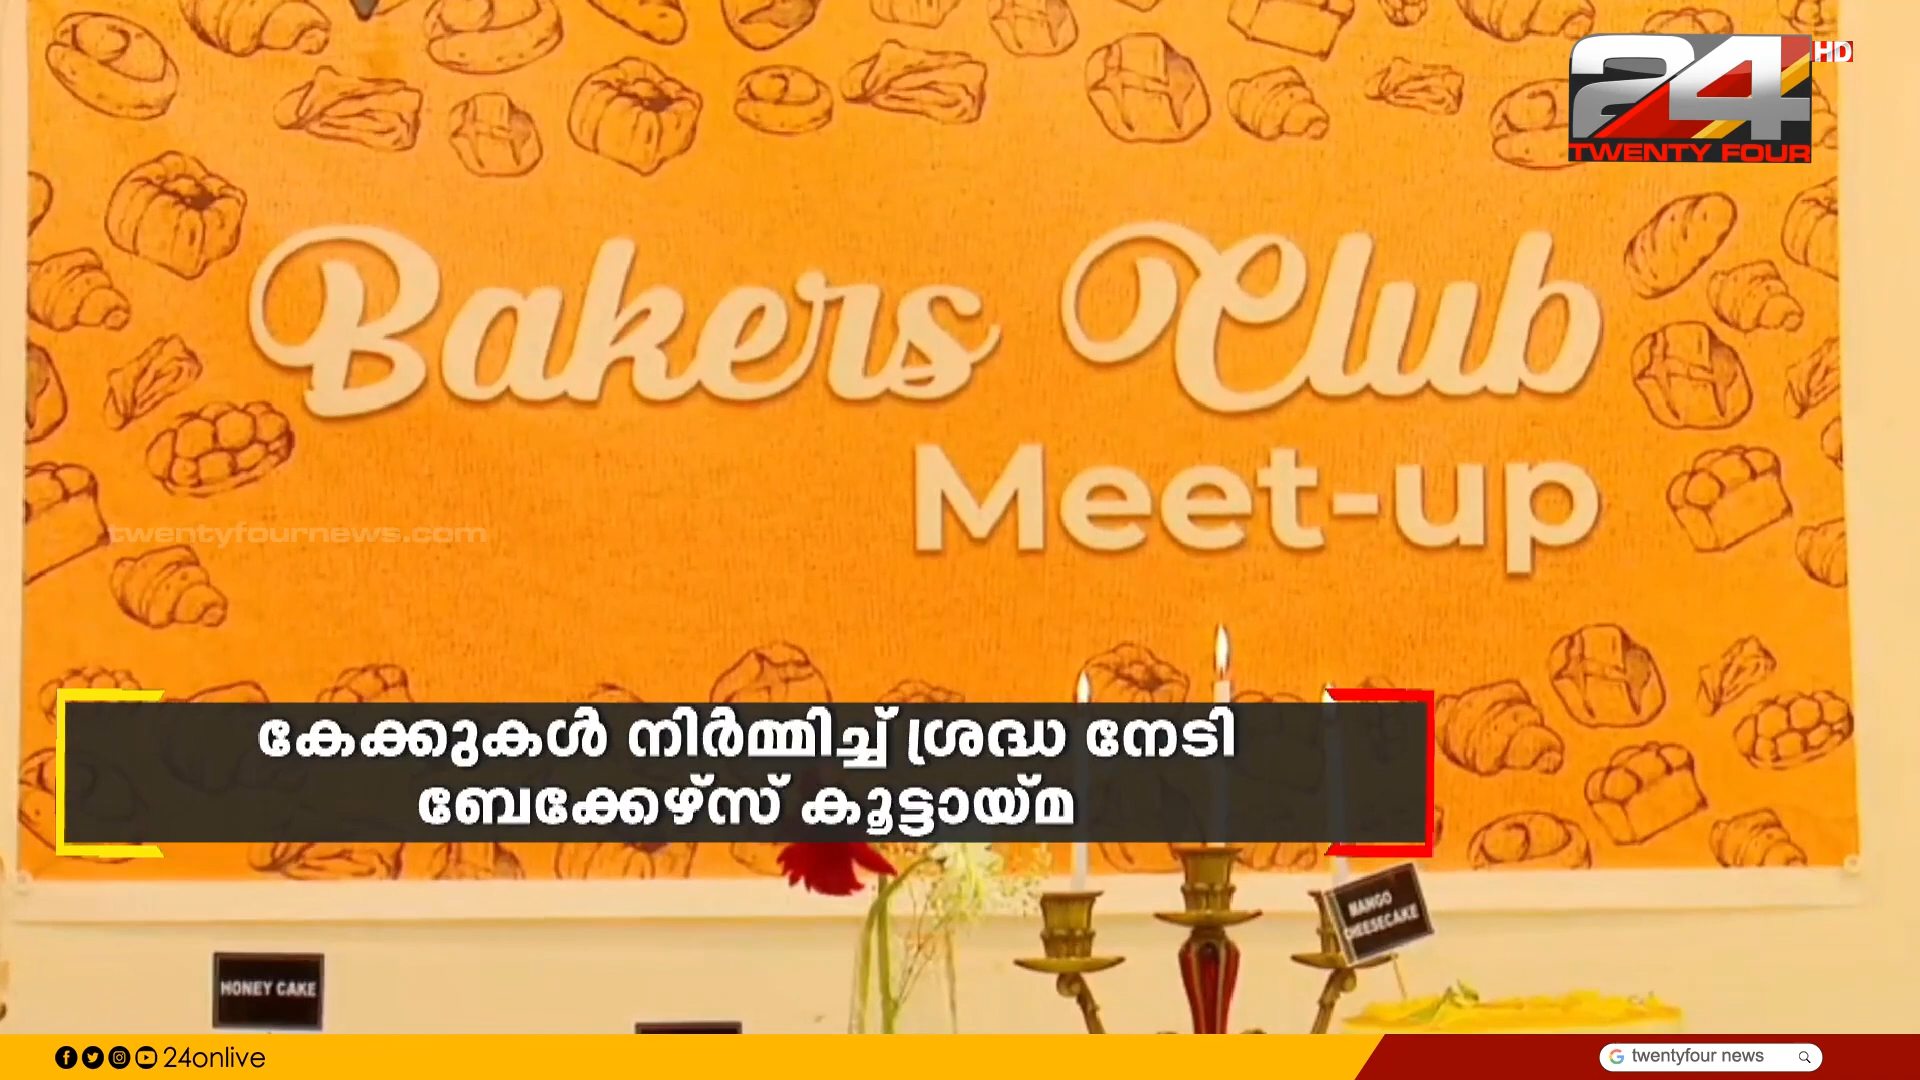 24 HD
TWENTY FOUR
Bakers Club
Meet-up
twentyfournews.com
കേക്കുകൾ നിർമ്മിച്ച് ശ്രദ്ധ നേടി
ബേക്കേഴ്സ് കൂട്ടായ്മ
MANGO
CHEESECAKE
HONEY CAKE
24onlive
twentyfour news